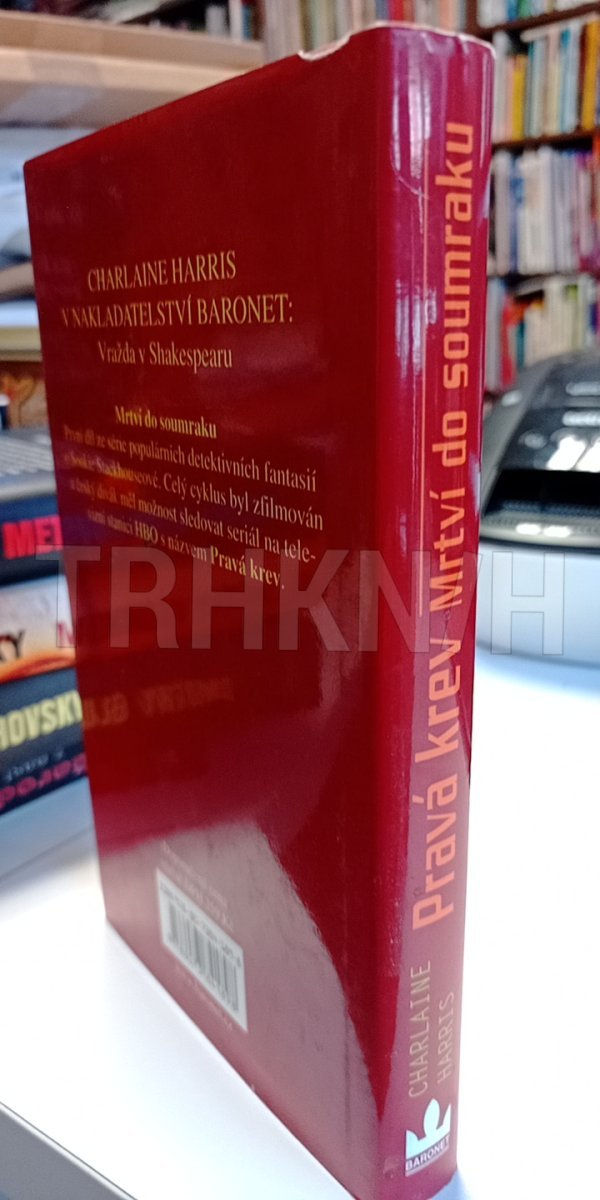 CHARLAINE HARRIS
V NAKLADATELSTVÍ BARONET:
Vražda v Shakespearu
Mrtví do soumraku
První díl ze série populárních detektivních fantasií
o Sookie Stackhouseové. Celý cyklus byl zfilmován
a český divák měl možnost sledovat seriál na tele-
vizní stanici HBO s názvem Pravá krev.
CHARLAINE
HARRIS
Pravá krev Mrtví do soumraku
BARONET
TRHKNIH
ROVSKY